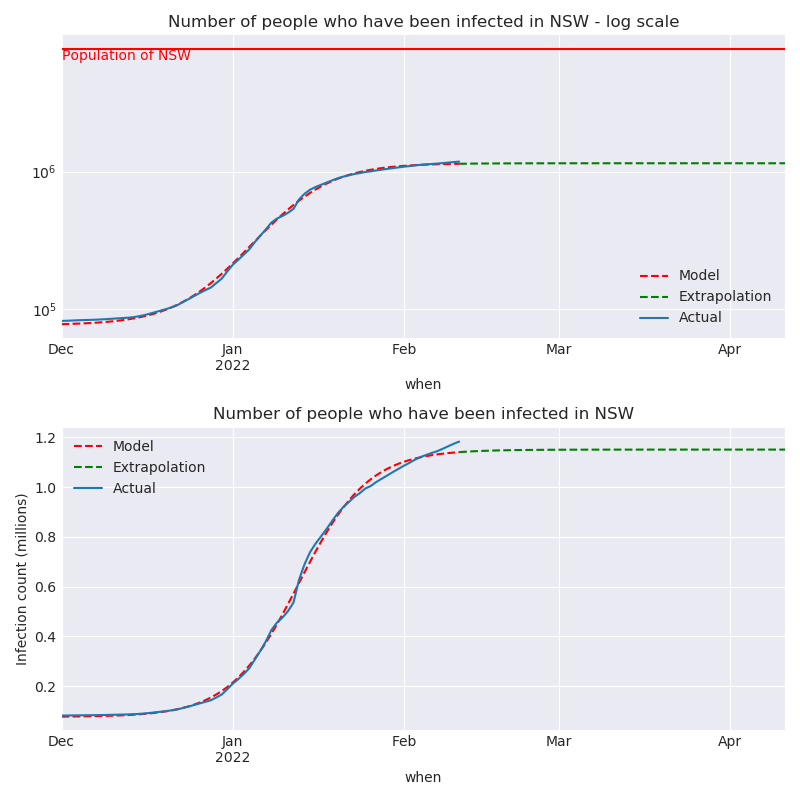 Number of people who have been infected in NSW - log scale
Population of NSW
10^6
10^5
Model
Extrapolation
Actual
Dec Jan Feb Mar Apr
2022
when
Number of people who have been infected in NSW
Infection count (millions)
1.2
1.0
0.8
0.6
0.4
0.2
Model
Extrapolation
Actual
Dec Jan Feb Mar Apr
2022
when